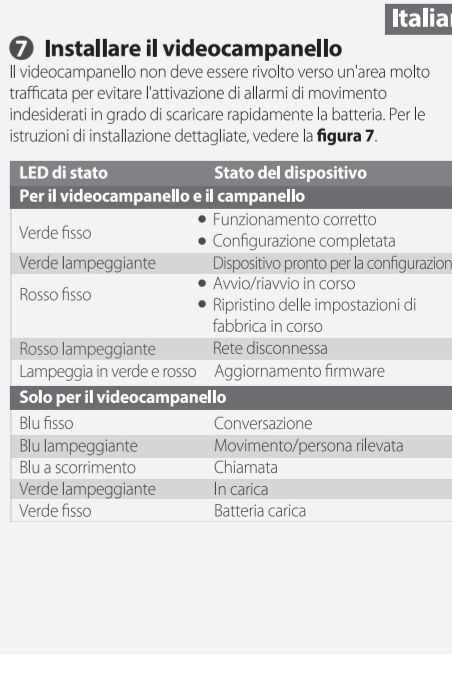 Italian
7 Installare il videocampanello
Il videocampanello non deve essere rivolto verso un'area molto
trafficata per evitare l'attivazione di allarmi di movimento
indesiderati in grado di scaricare rapidamente la batteria. Per le
istruzioni di installazione dettagliate, vedere la figura 7.
LED di stato Stato del dispositivo
Per il videocampanello e il campanello
Verde fisso
• Funzionamento corretto
• Configurazione completata
Verde lampeggiante Dispositivo pronto per la configurazion
Rosso fisso
• Avvio/riavvio in corso
• Ripristino delle impostazioni di
fabbrica in corso
Rosso lampeggiante Rete disconnessa
Lampeggia in verde e rosso Aggiornamento firmware
Solo per il videocampanello
Blu fisso Conversazione
Blu lampeggiante Movimento/persona rilevata
Blu a scorrimento Chiamata
Verde lampeggiante In carica
Verde fisso Batteria carica